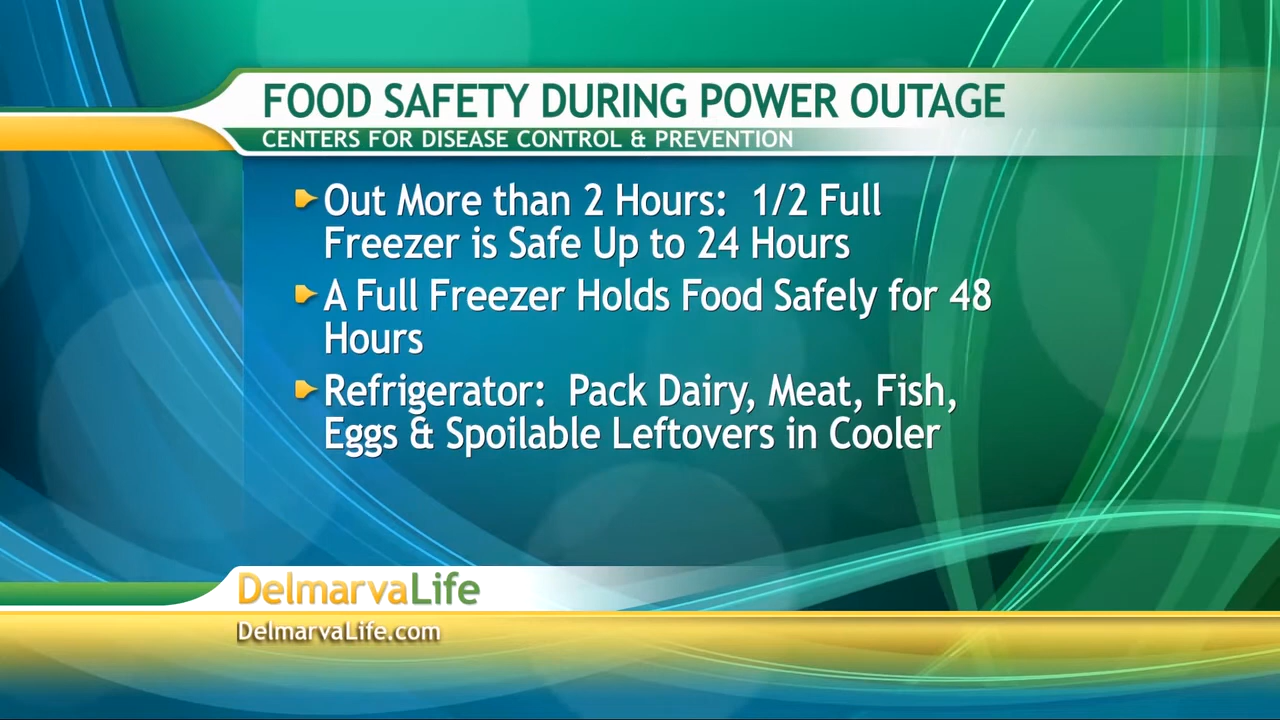 FOOD SAFETY DURING POWER OUTAGE
CENTERS FOR DISEASE CONTROL & PREVENTION
Out More than 2 Hours: 1/2 Full
Freezer is Safe Up to 24 Hours
A Full Freezer Holds Food Safely for 48
Hours
Refrigerator: Pack Dairy, Meat, Fish,
Eggs & Spoilable Leftovers in Cooler
DelmarvaLife
DelmarvaLife.com